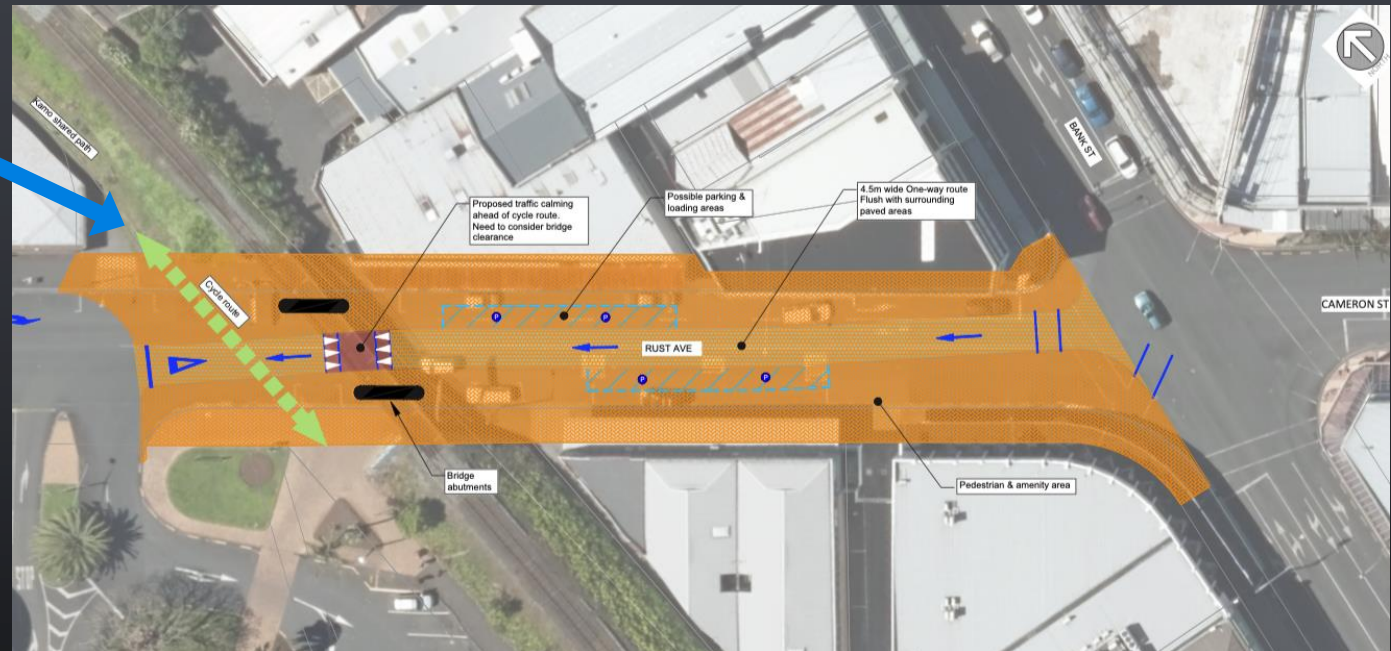 NORTH
Kamo shared path
BANK ST
Proposed traffic calming
ahead of cycle route.
Need to consider bridge
clearance
Possible parking &
loading areas
4.5m wide One-way route
Flush with surrounding
paved areas
Cycle route
CAMERON ST
P
P
RUST AVE
P
P
Bridge
abutments
Pedestrian & amenity area
STOP